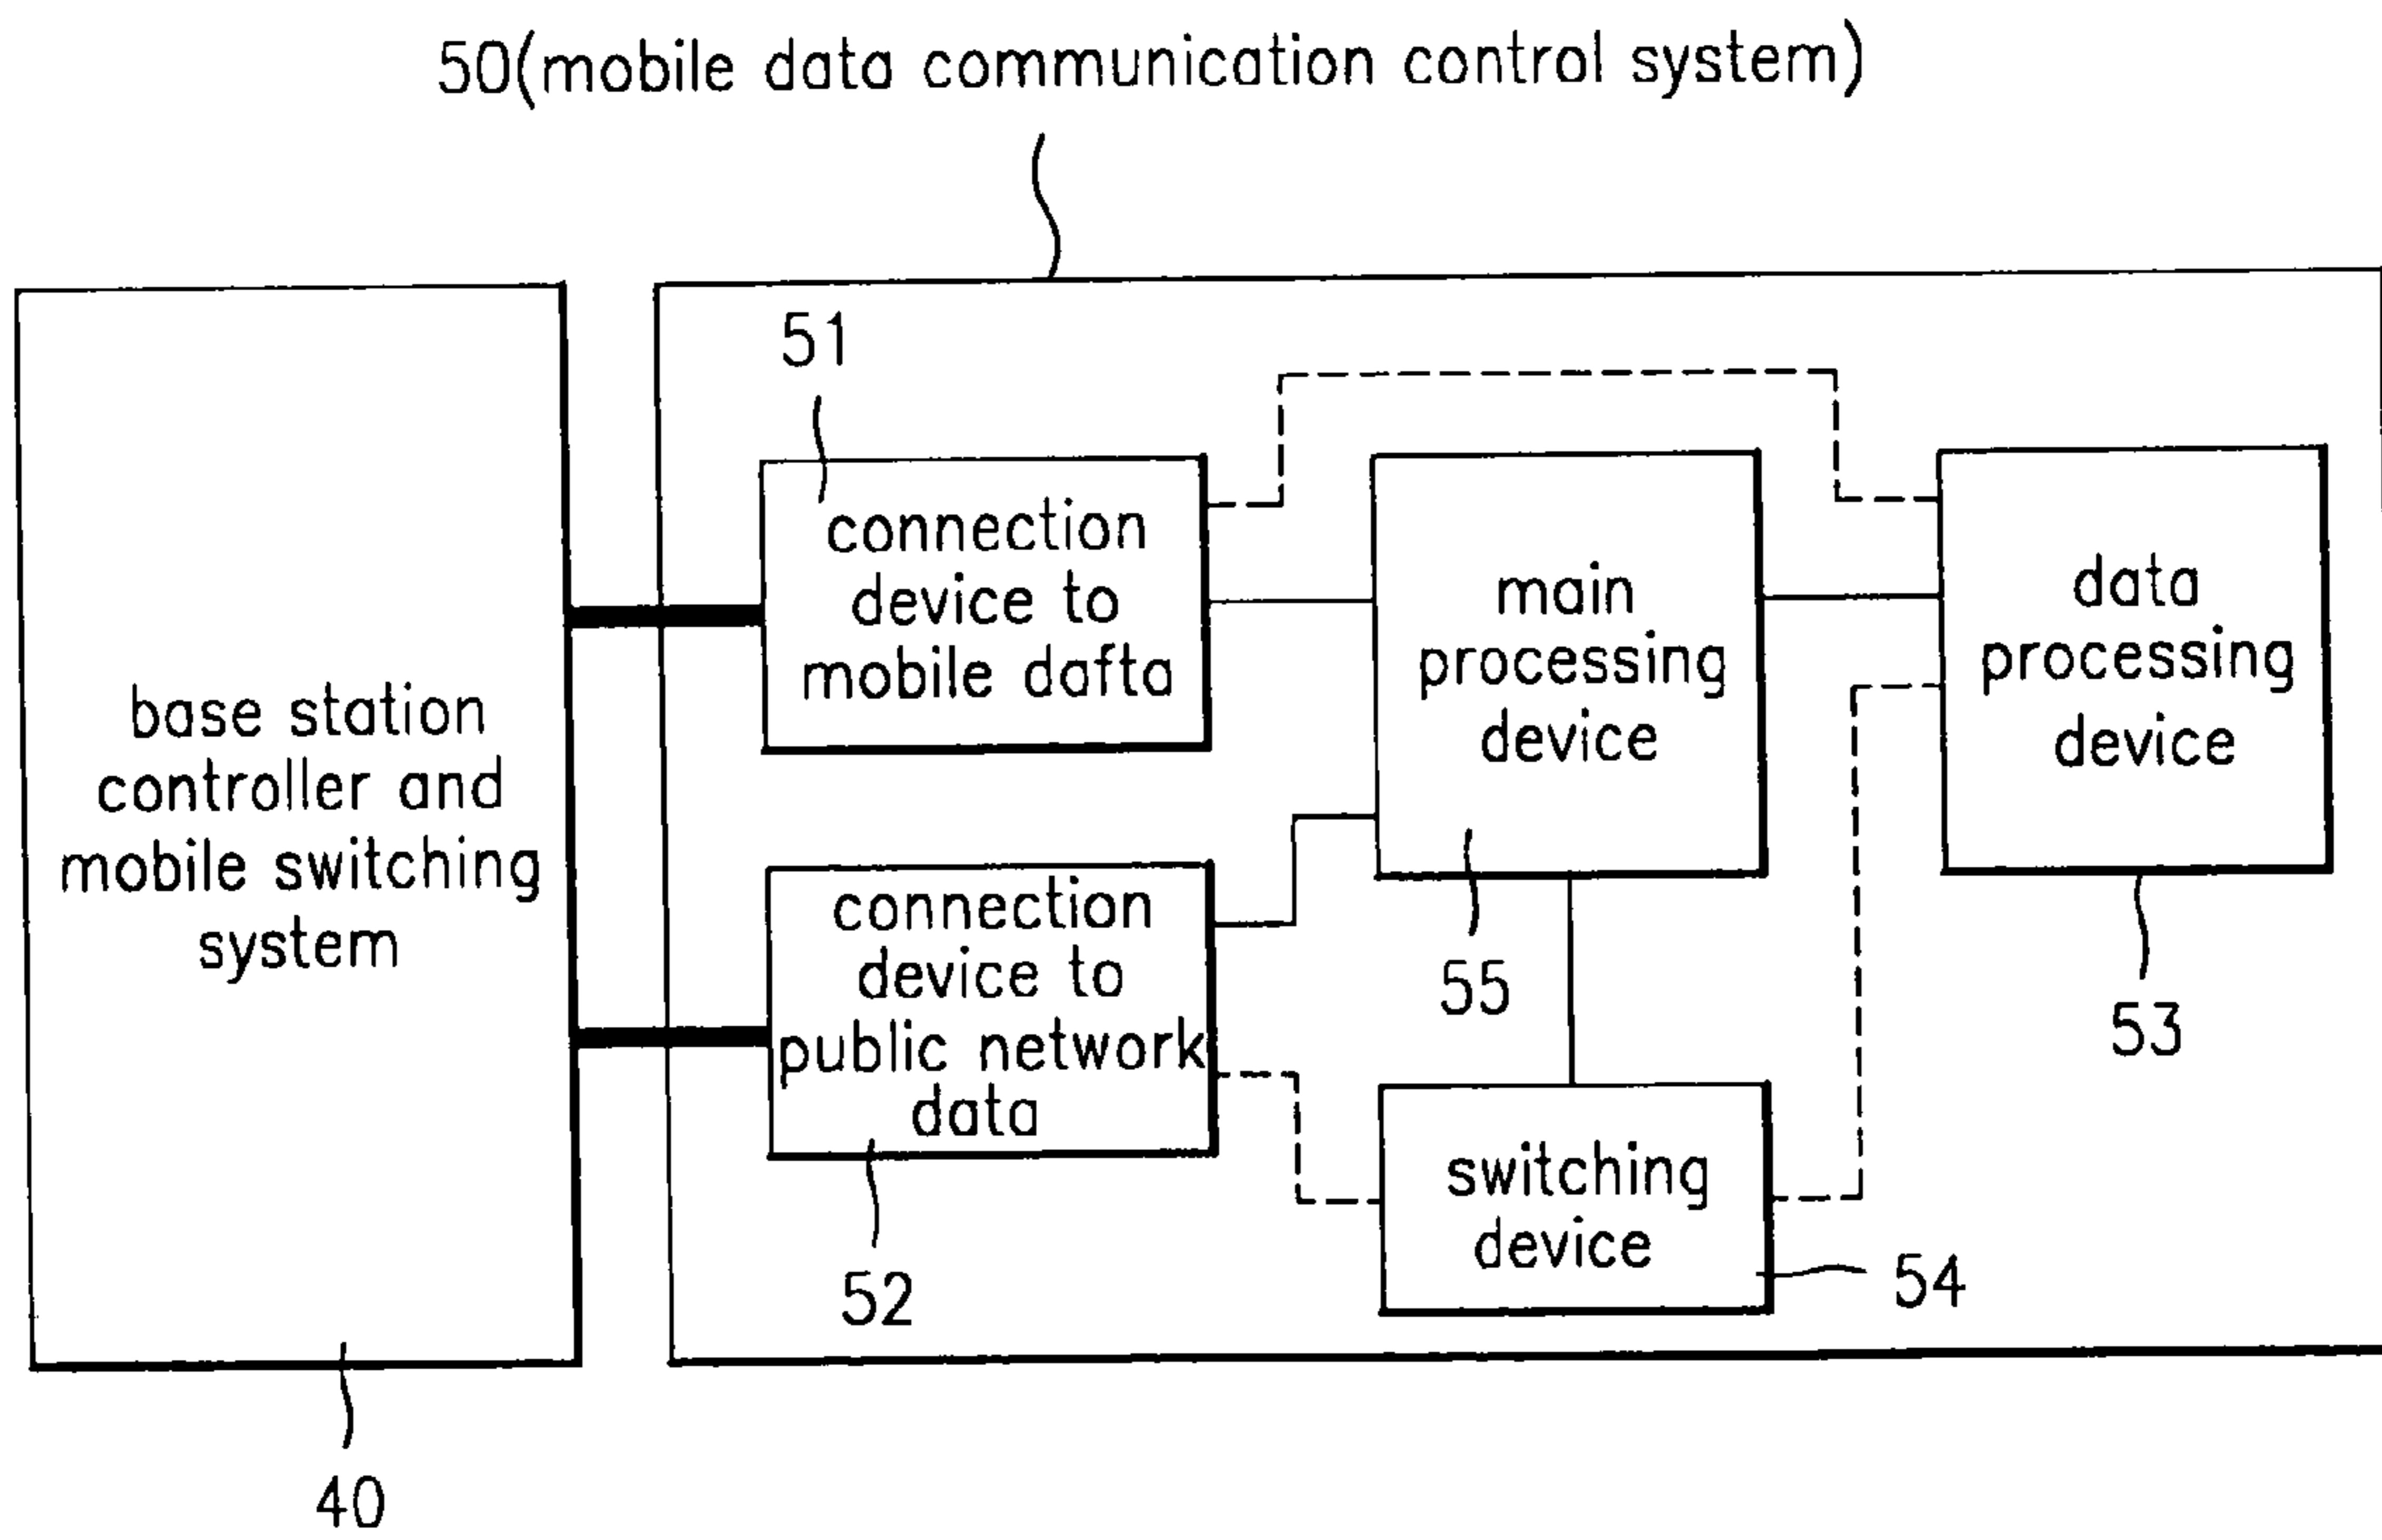 50(mobile data communication control system)
51
connection
device to
mobile dafta
main
processing
device
data
processing
device
base station
controller and
mobile switching
system
connection
device to
public network
data
55
53
switching
device
54
52
40